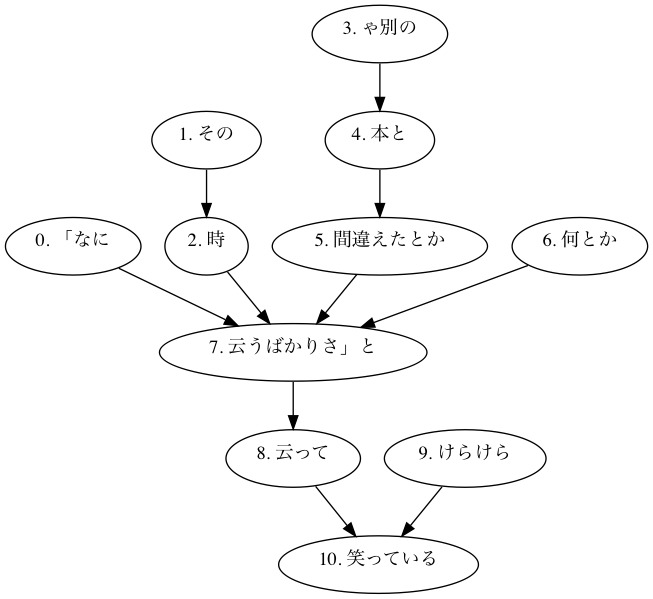 3. ゃ別の
1. その
4. 本と
0. 「なに
2. 時
5. 間違えたとか
6. 何とか
7. 云うばかりさ」と
8. 云って
9. けらけら
10. 笑っている